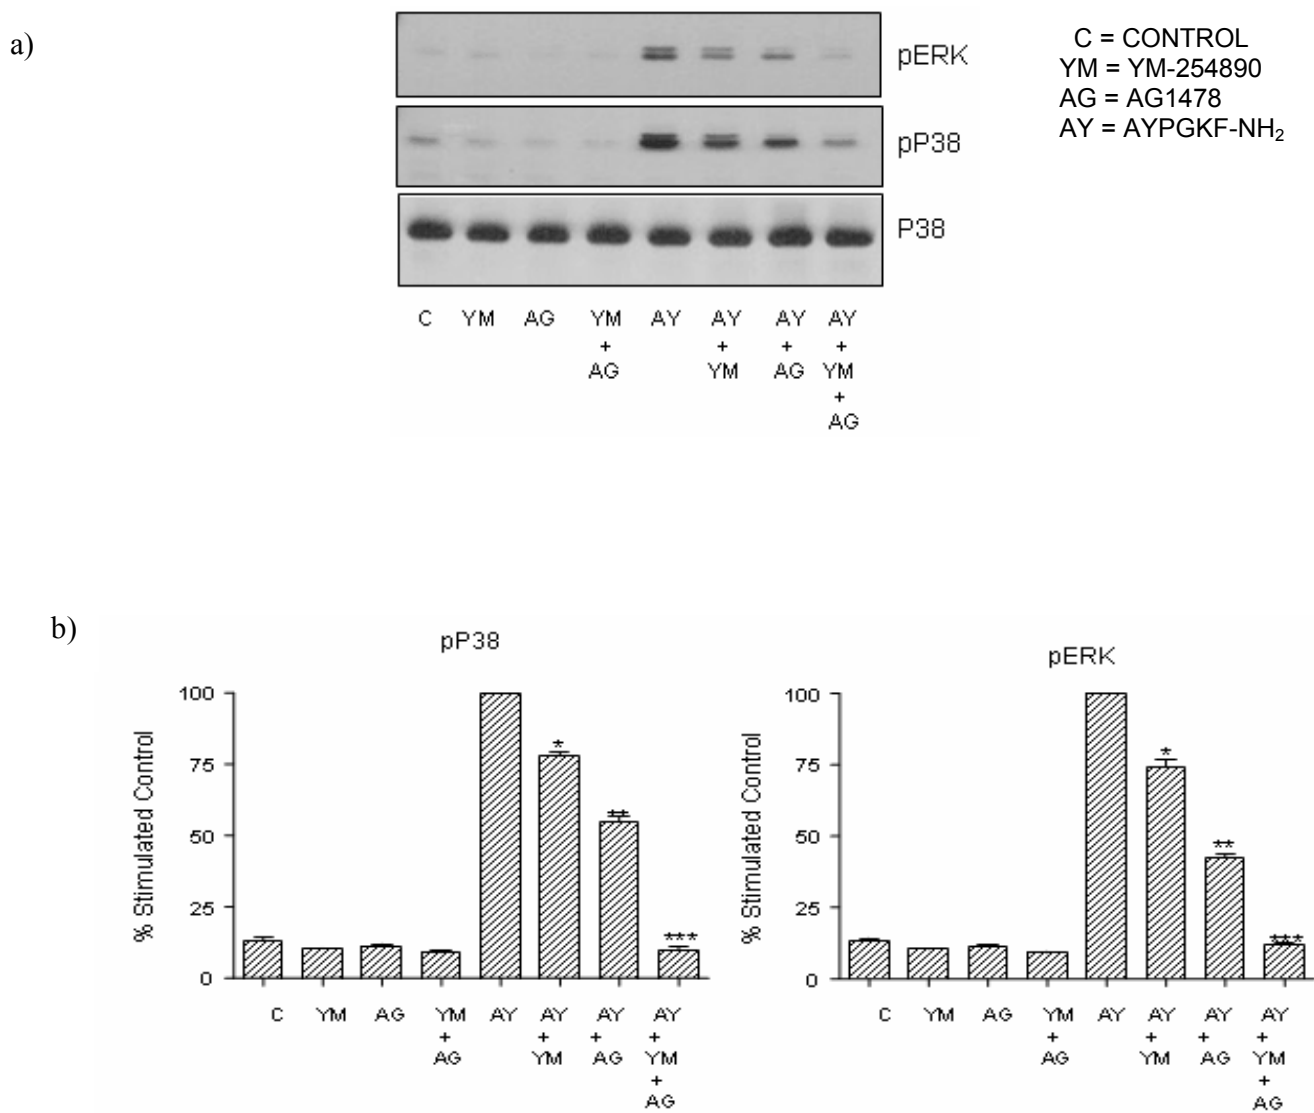 a)
pERK
pP38
P38
C YM AG YM AY AY AY AY
+ + + +
AG YM AG YM
+
AG
C = CONTROL
YM = YM-254890
AG = AG1478
AY = AYPGKF-NH₂
b)
pP38
% Stimulated Control
100
75
50
25
0
*
**
***
C YM AG YM AY AY AY AY
+ + + +
AG YM AG YM
+
AG
pERK
% Stimulated Control
100
75
50
25
0
*
**
***
C YM AG YM AY AY AY AY
+ + + +
AG YM AG YM
+
AG